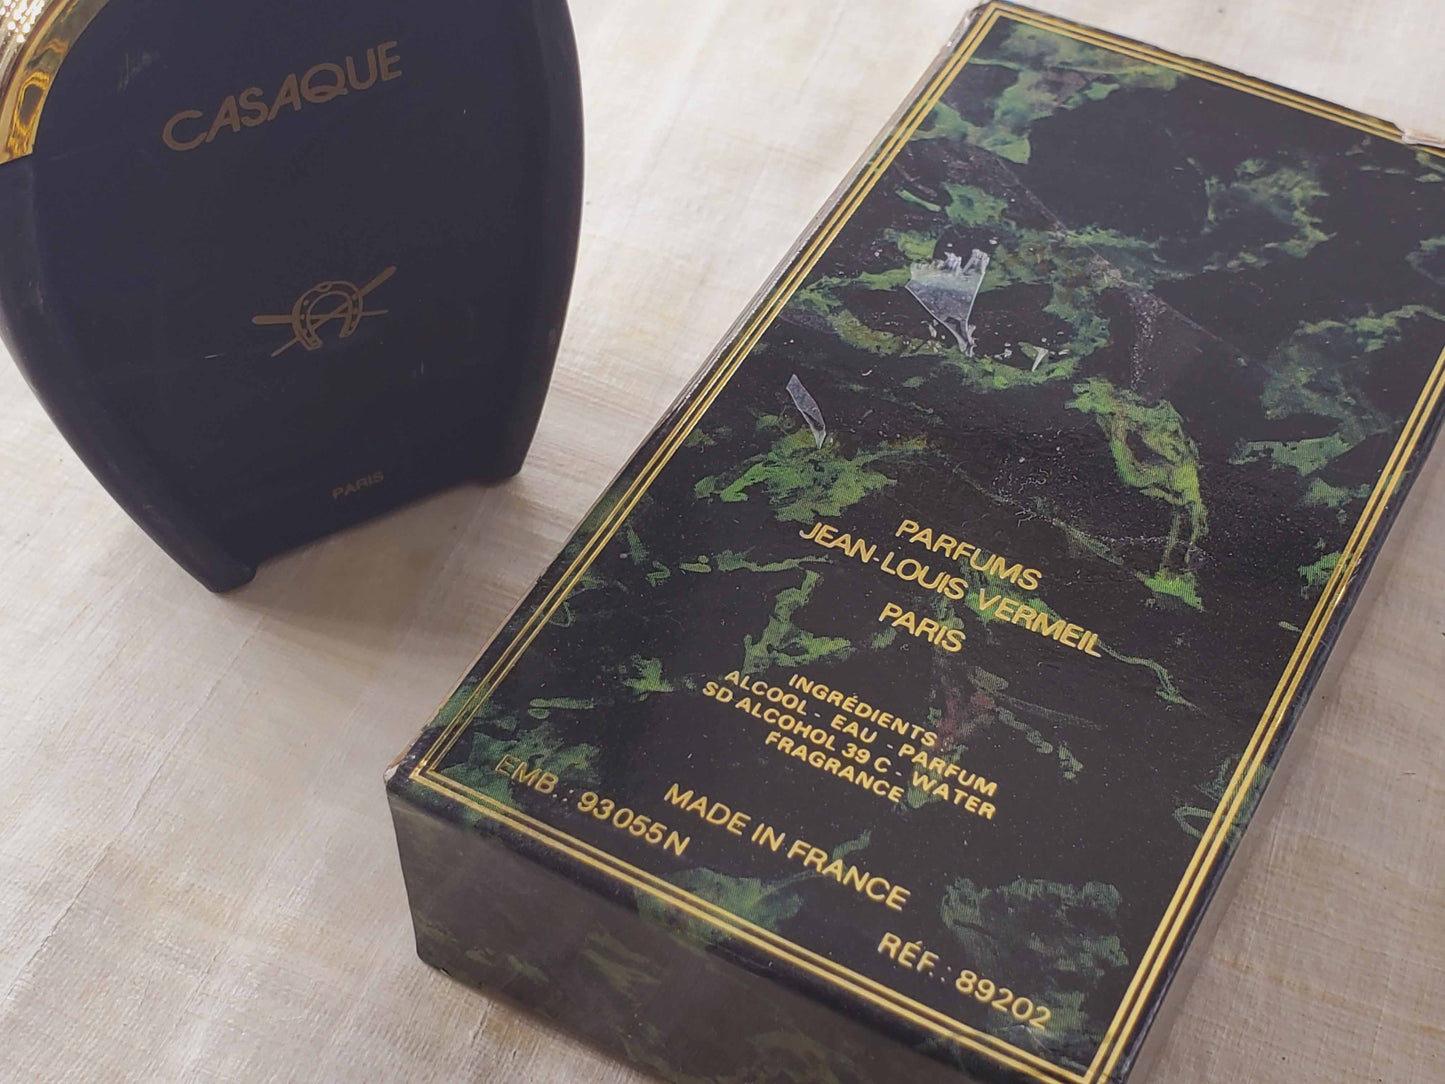 CASAQUE
PARIS
PARFUMS
JEAN-LOUIS VERMEIL
PARIS
INGRÉDIENTS
ALCOOL - EAU - PARFUM
SD ALCOHOL 39 C - WATER
FRAGRANCE
MADE IN FRANCE
EMB.: 93055N
RÉF.: 89202